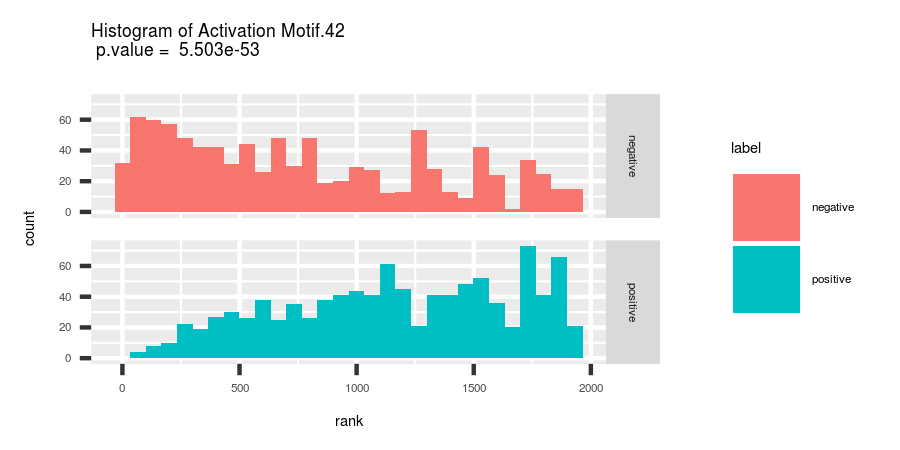 Histogram of Activation Motif.42
p.value =  5.503e-53
count
60
40
20
0
negative
60
40
20
0
positive
0 500 1000 1500 2000
rank
label
negative
positive